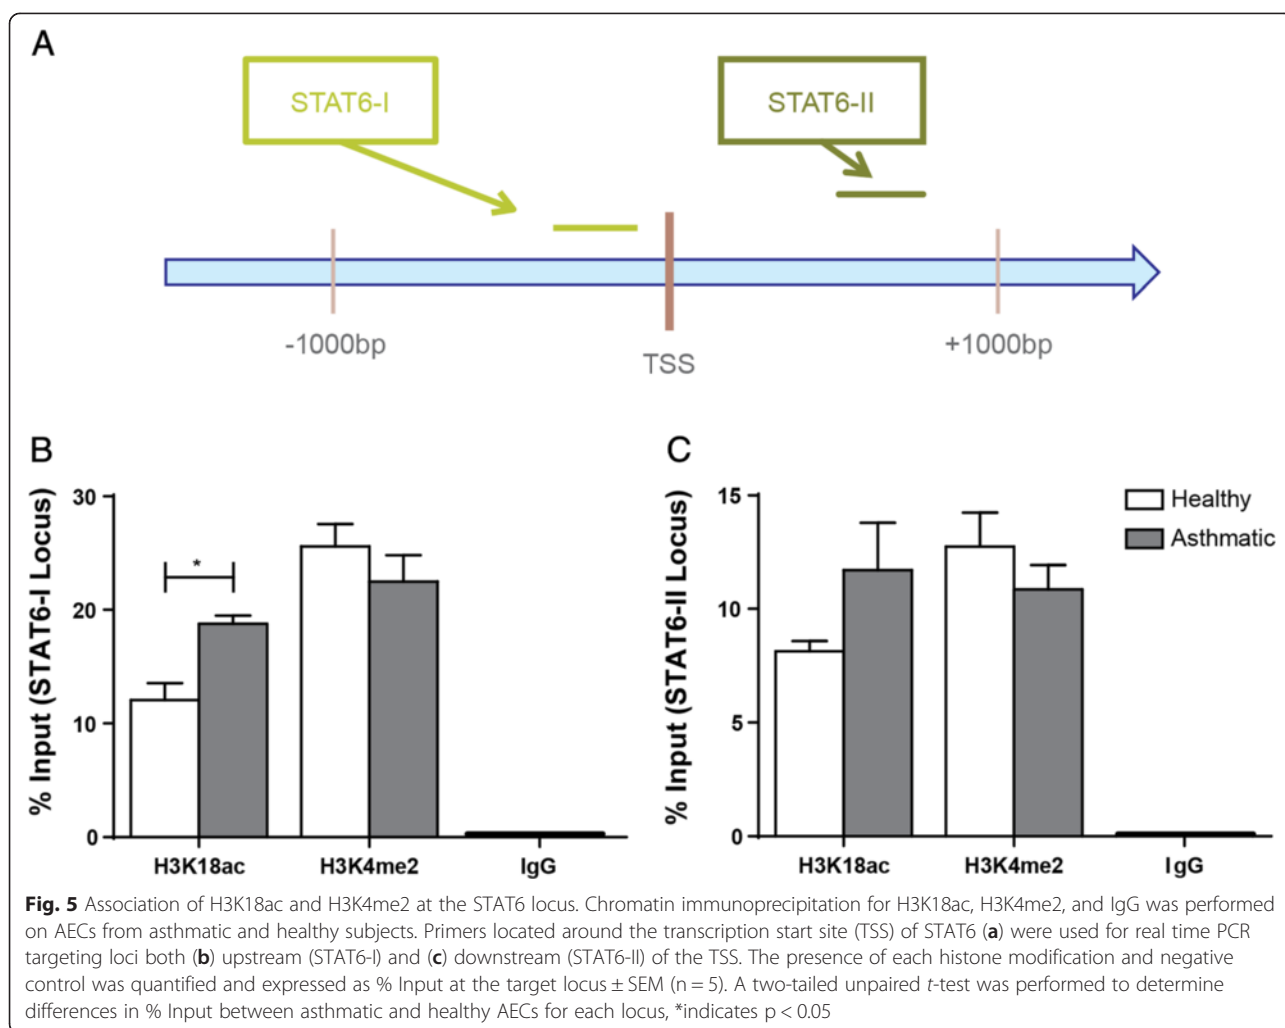 A
STAT6-I
STAT6-II
-1000bp
TSS
+1000bp
B
% Input (STAT6-I Locus)
30
20
10
0
*
H3K18ac
H3K4me2
IgG
C
% Input (STAT6-II Locus)
15
10
5
0
Healthy
Asthmatic
H3K18ac
H3K4me2
IgG
Fig. 5 Association of H3K18ac and H3K4me2 at the STAT6 locus. Chromatin immunoprecipitation for H3K18ac, H3K4me2, and IgG was performed
on AECs from asthmatic and healthy subjects. Primers located around the transcription start site (TSS) of STAT6 (a) were used for real time PCR
targeting loci both (b) upstream (STAT6-I) and (c) downstream (STAT6-II) of the TSS. The presence of each histone modification and negative
control was quantified and expressed as % Input at the target locus ± SEM (n = 5). A two-tailed unpaired t-test was performed to determine
differences in % Input between asthmatic and healthy AECs for each locus, *indicates p < 0.05